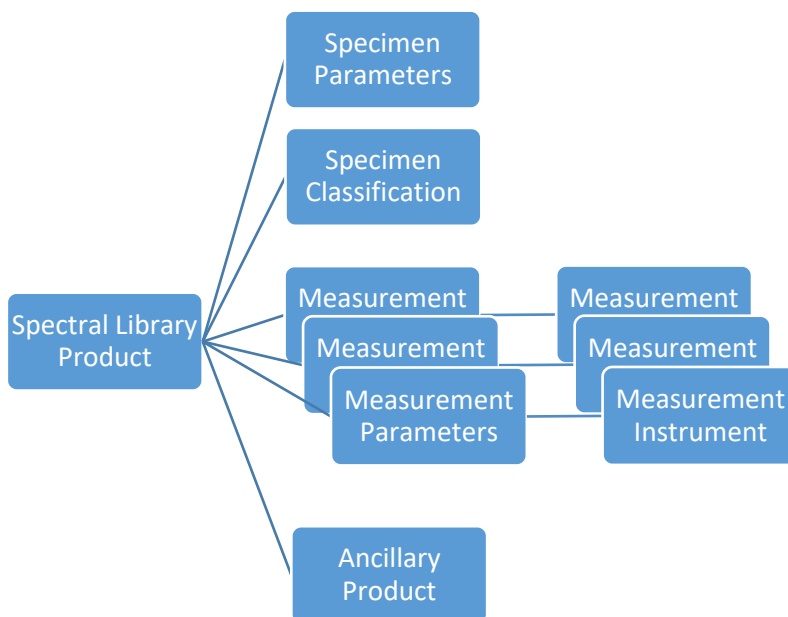 Specimen
Parameters
Specimen
Classification
Spectral Library
Product
Measurement
Measurement
Measurement
Parameters
Measurement
Measurement
Measurement
Instrument
Ancillary
Product